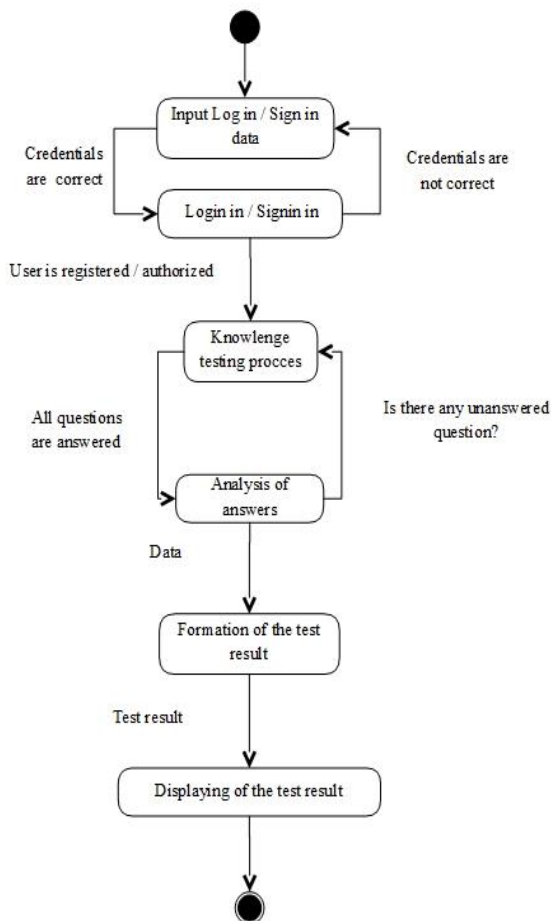 Input Log in / Sign in
data
Credentials
are correct
Credentials are
not correct
Login in / Signin in
User is registered / authorized
Knowlenge
testing procces
All questions
are answered
Is there any unanswered
question?
Analysis of
answers
Data
Formation of the test
result
Test result
Displaying of the test result